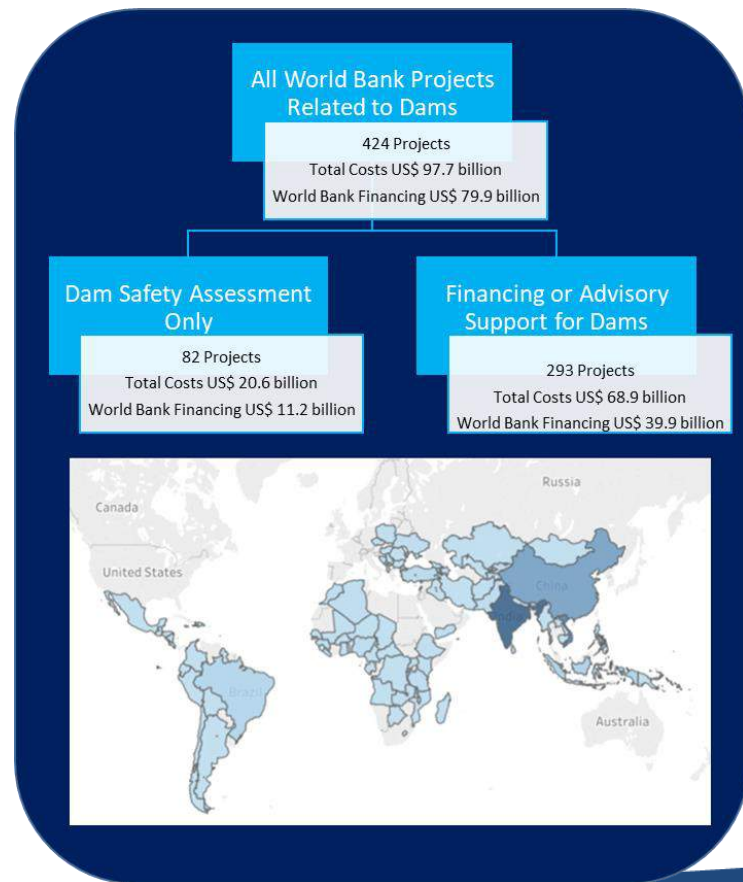 All World Bank Projects
Related to Dams
424 Projects
Total Costs US$ 97.7 billion
World Bank Financing US$ 79.9 billion
Dam Safety Assessment
Only
82 Projects
Total Costs US$ 20.6 billion
World Bank Financing US$ 11.2 billion
Financing or Advisory
Support for Dams
293 Projects
Total Costs US$ 68.9 billion
World Bank Financing US$ 39.9 billion
Russia
Canada
United States
China
India
Brazil
Australia